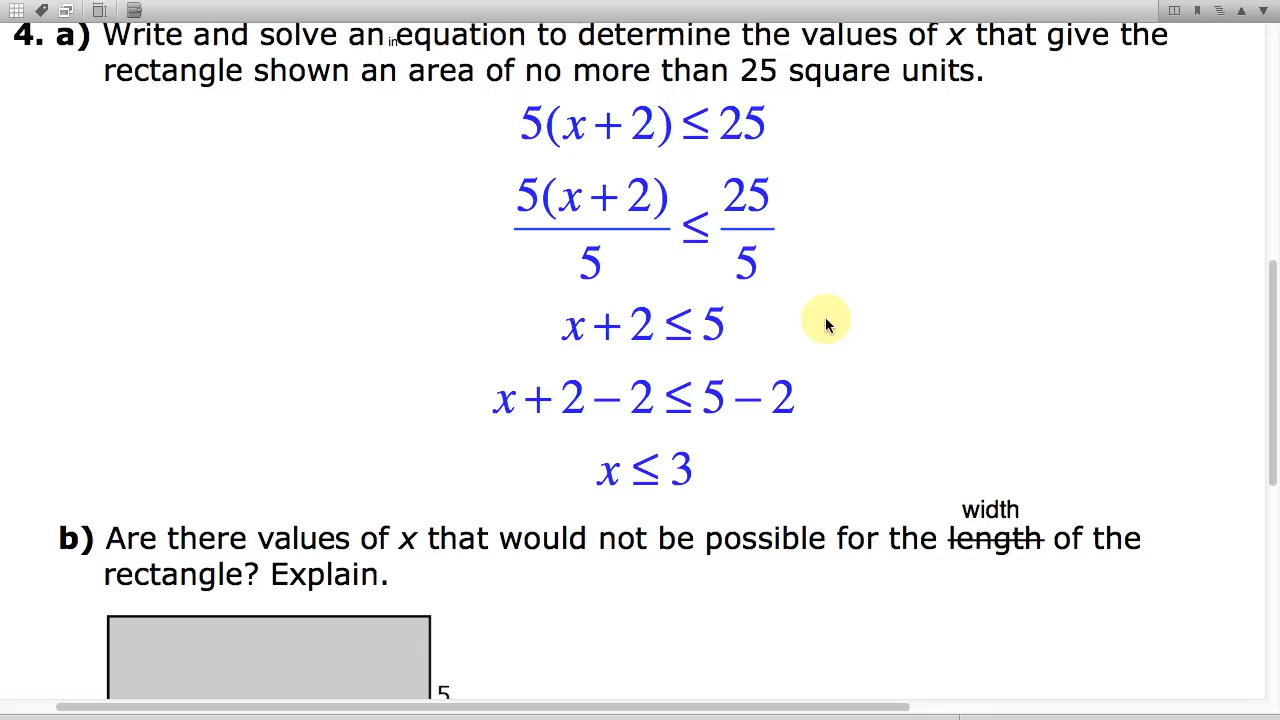 4. a) Write and solve an inequation to determine the values of x that give the
rectangle shown an area of no more than 25 square units.
5(x+2) ≤ 25
5(x+2)/5 ≤ 25/5
x+2 ≤ 5
x+2−2 ≤ 5−2
x ≤ 3
width
b) Are there values of x that would not be possible for the length of the
rectangle? Explain.
5